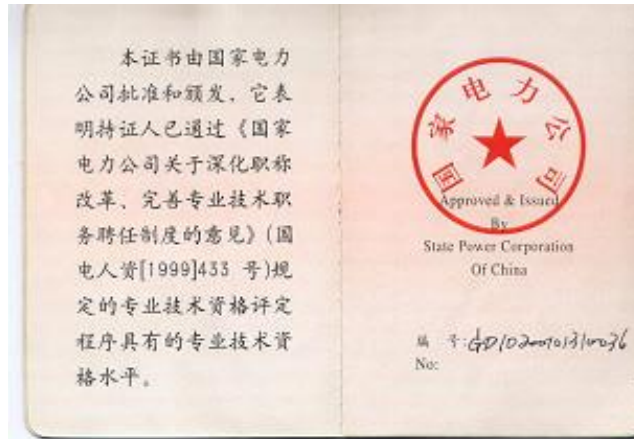 本证书由国家电力
公司批准和颁发，它表
明持证人已通过《国家
电力公司关于深化职称
改革、完善专业技术职
务聘任制度的意见》(国
电人资[1999]433 号)规
定的专业技术资格评定
程序具有的专业技术资
格水平。
国家电力公司
Approved & Issued
By
State Power Corporation
Of China
编 号:
No: